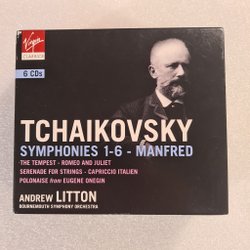 Virgin
CLASSICS
6 CDs
TCHAIKOVSKY
SYMPHONIES 1-6 - MANFRED
THE TEMPEST - ROMEO AND JULIET
SERENADE FOR STRINGS - CAPRICCIO ITALIEN
POLONAISE from EUGENE ONEGIN
ANDREW LITTON
BOURNEMOUTH SYMPHONY ORCHESTRA